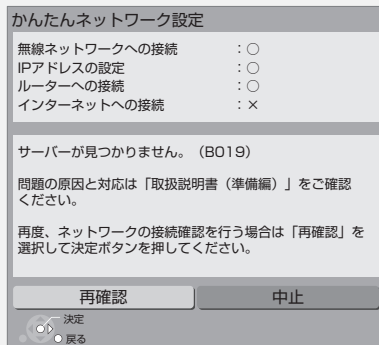 かんたんネットワーク設定
無線ネットワークへの接続 ：○
IPアドレスの設定 ：○
ルーターへの接続 ：○
インターネットへの接続 ：×
サーバーが見つかりません。（B019）
問題の原因と対応は「取扱説明書（準備編）」をご確認
ください。
再度、ネットワークの接続確認を行う場合は「再確認」を
選択して決定ボタンを押してください。
再確認 中止
決定
戻る